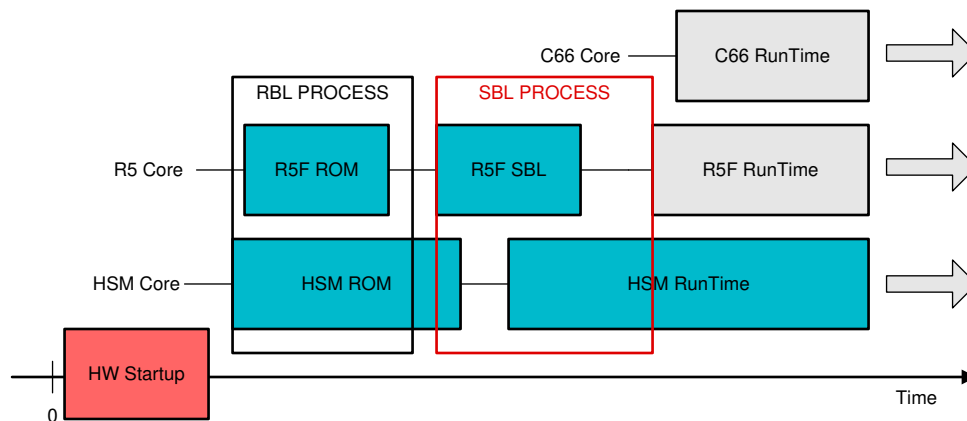 C66 Core
C66 RunTime
RBL PROCESS
SBL PROCESS
R5 Core
R5F ROM
R5F SBL
R5F RunTime
HSM Core
HSM ROM
HSM RunTime
HW Startup
0
Time